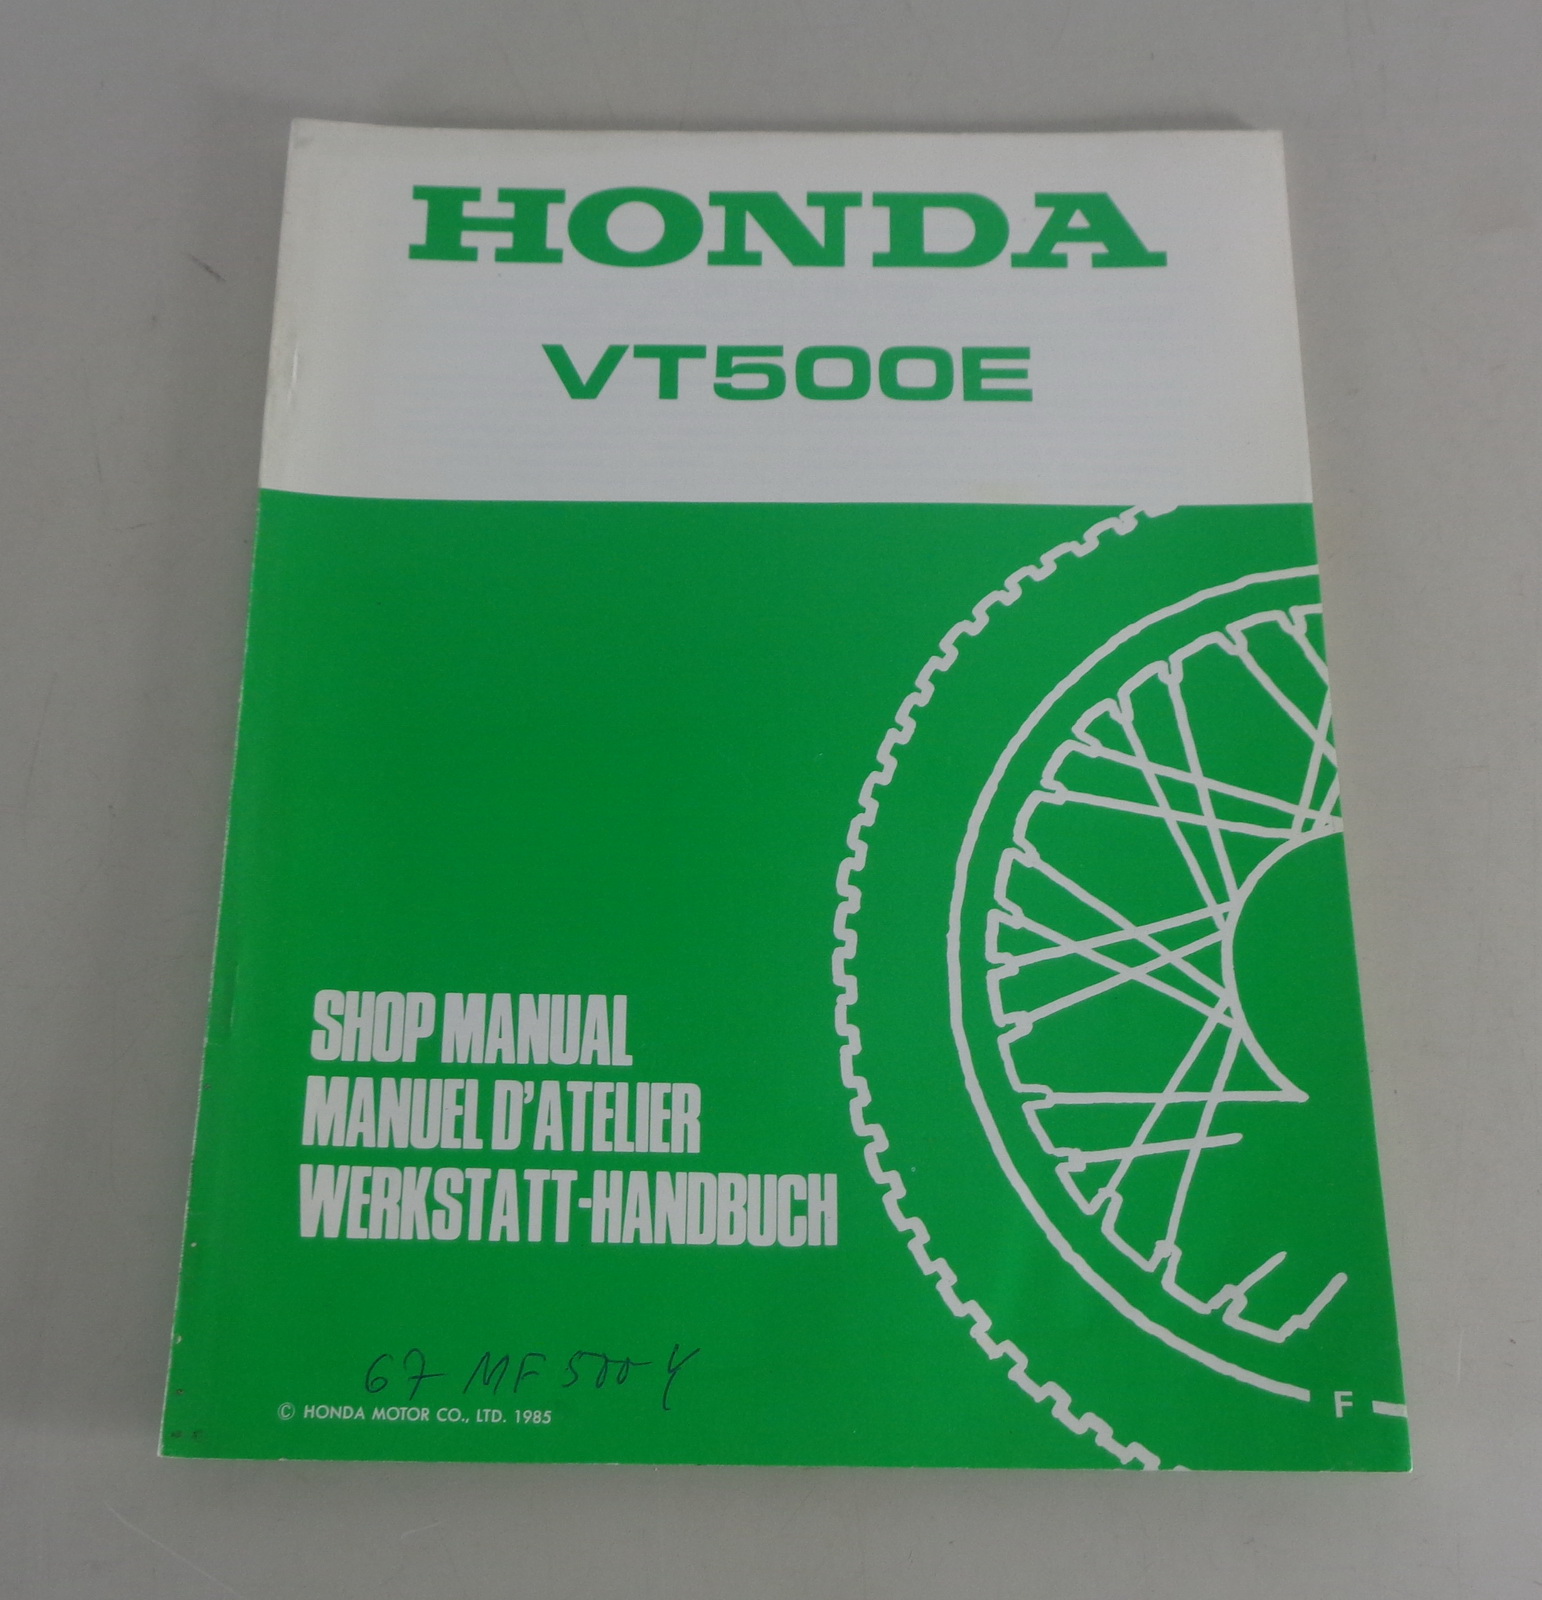 HONDA
VT500E
SHOP MANUAL
MANUEL D'ATELIER
WERKSTATT-HANDBUCH
67 MF 500 Y
© HONDA MOTOR CO., LTD. 1985
F